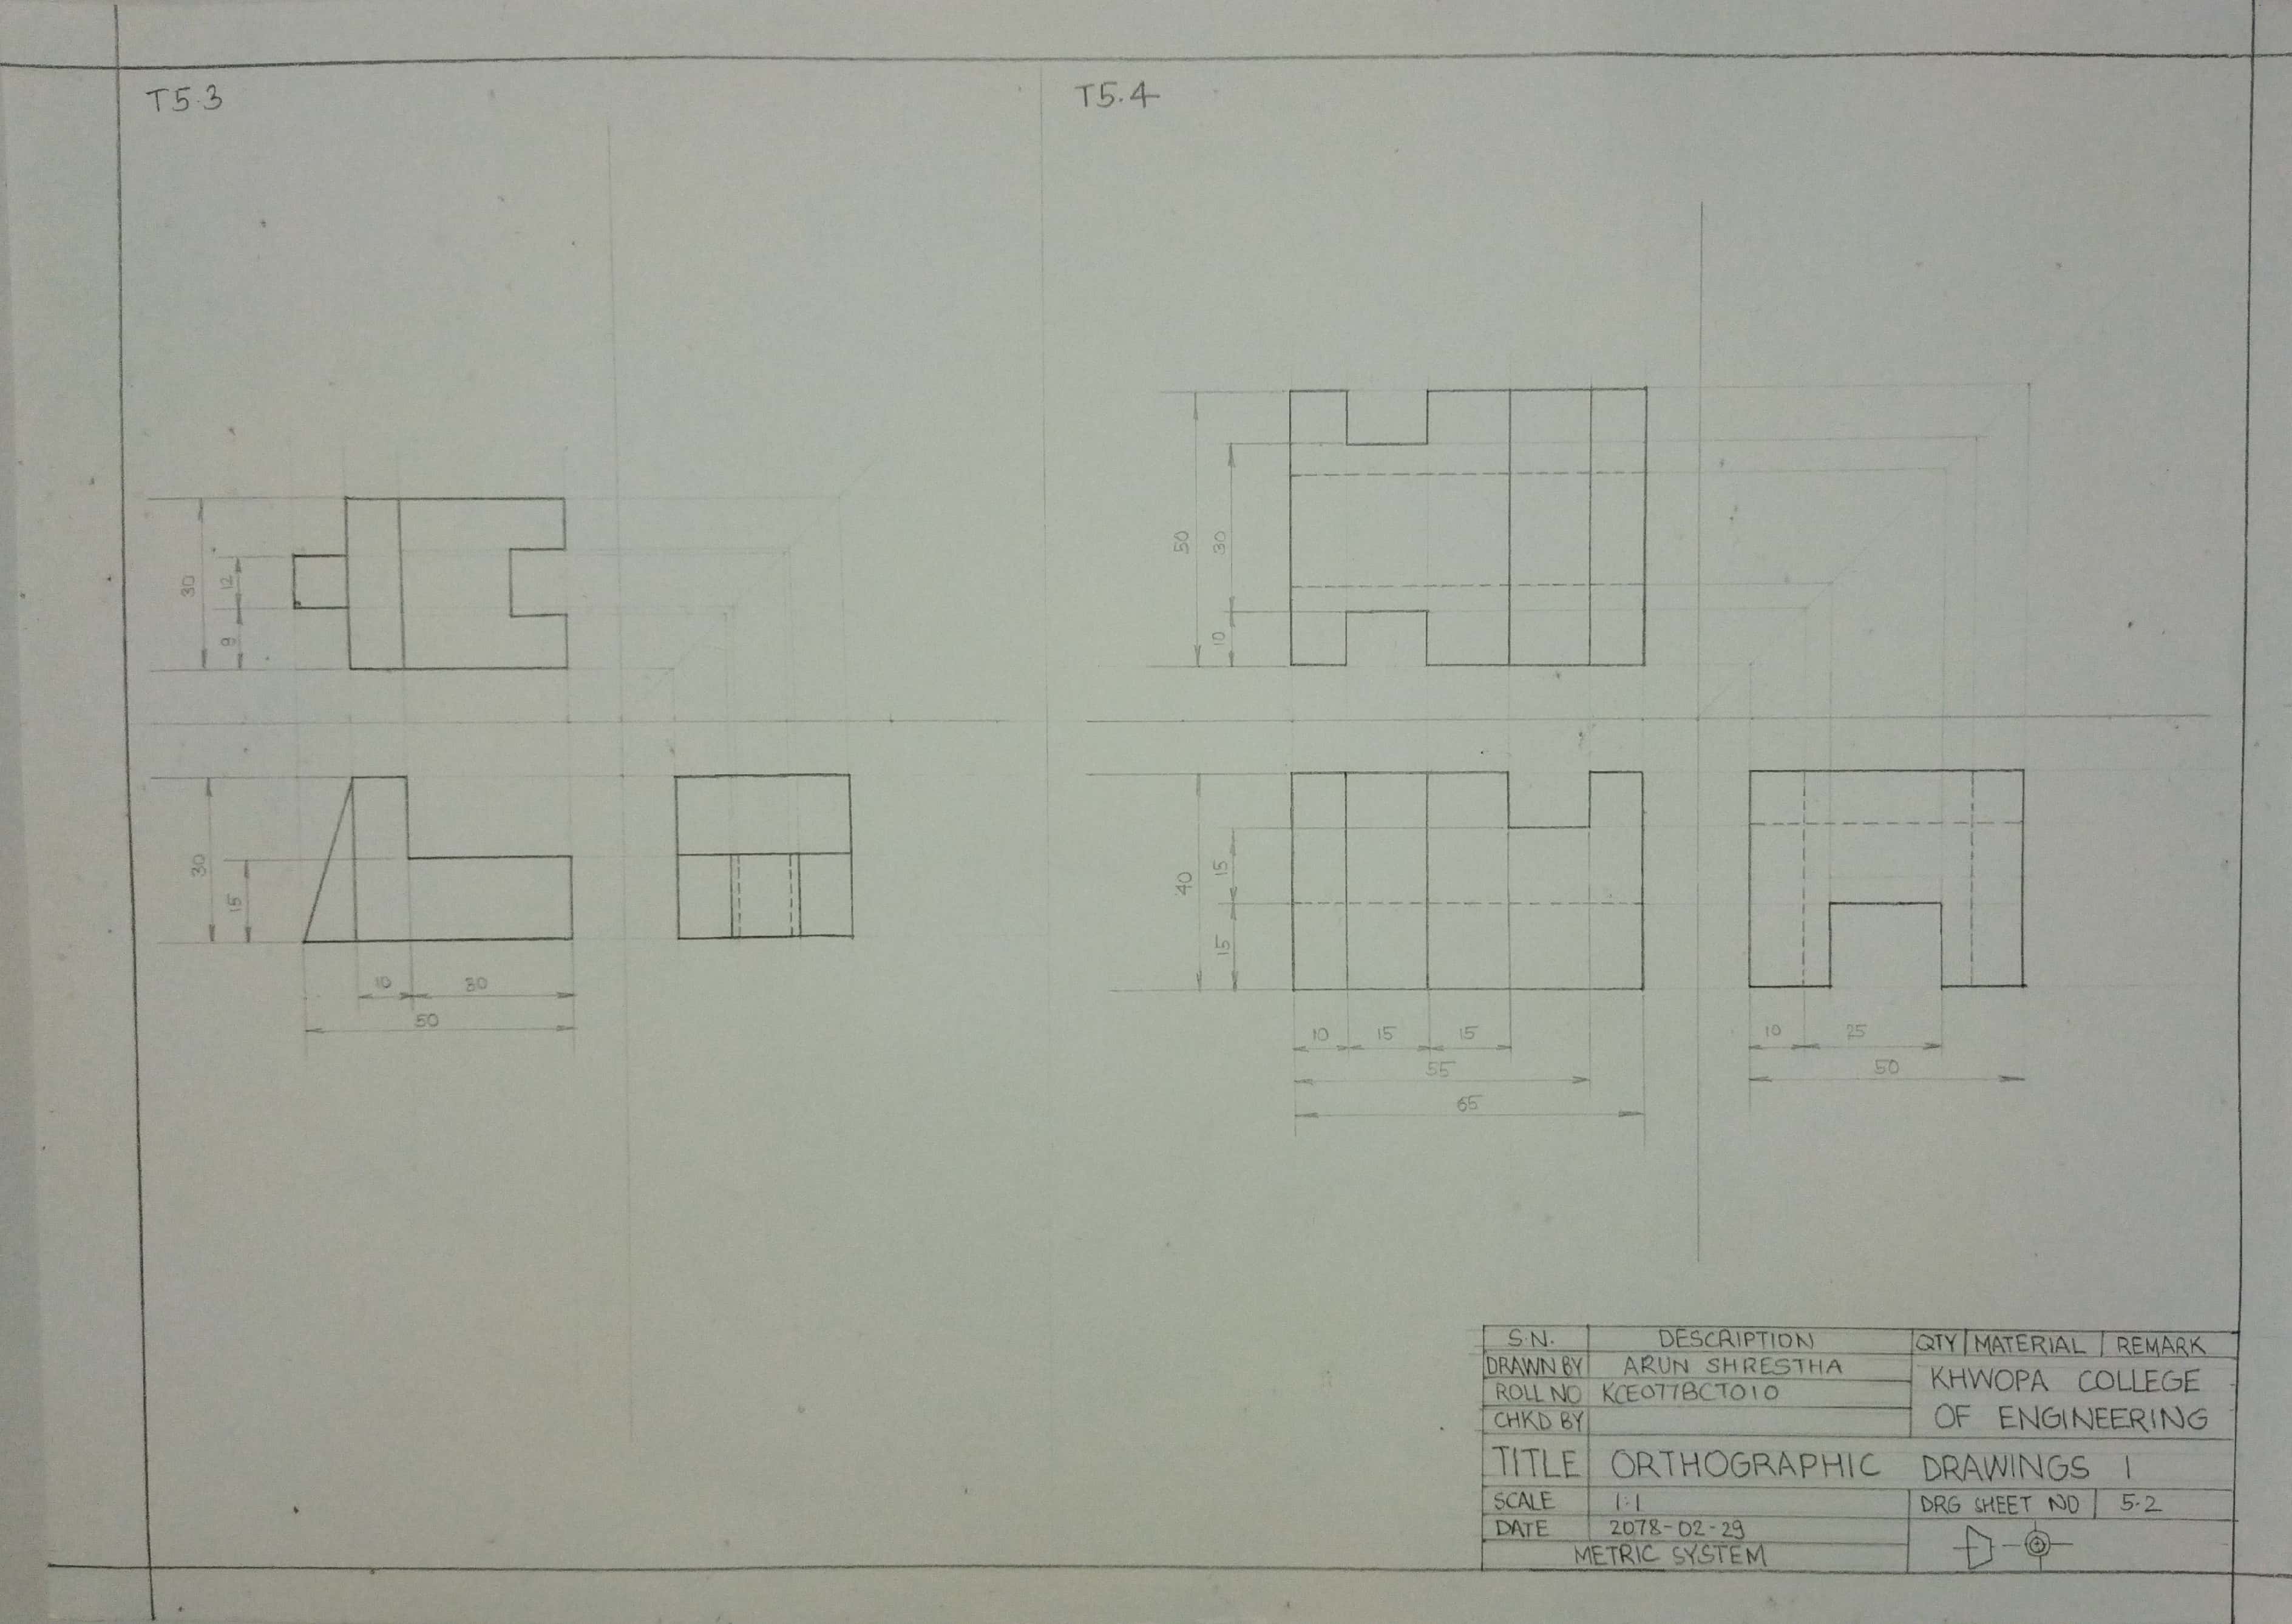 T5.3
T5.4
30
12
9
30
15
10
30
50
50
30
10
40
15
15
10
15
15
55
65
10
25
50
S.N. DESCRIPTION QTY MATERIAL REMARK
DRAWN BY ARUN SHRESTHA
ROLL NO KCE077BCT010
CHKD BY
KHWOPA COLLEGE
OF ENGINEERING
TITLE ORTHOGRAPHIC DRAWINGS 1
SCALE 1:1 DRG SHEET NO 5.2
DATE 2078-02-29
METRIC SYSTEM